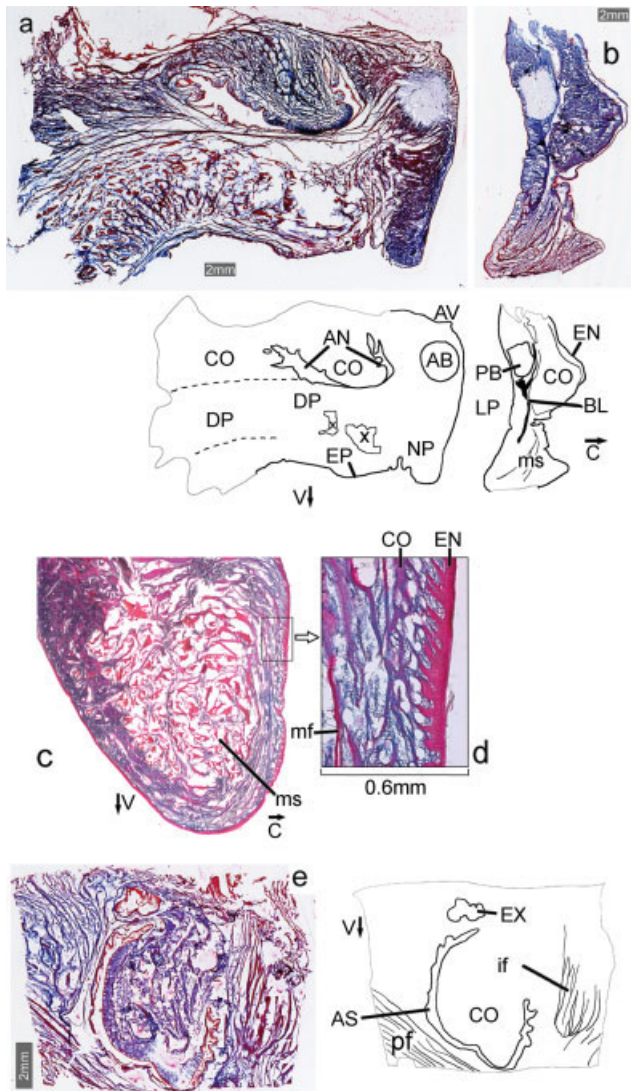 a
2mm
b
2mm
AV
CO
AN
CO
AB
DP
DP
x
x
EP
NP
V
EN
PB
CO
LP
BL
ms
C
CO
EN
mf
c
ms
V
C
d
0.6mm
e
2mm
V
EX
if
AS
CO
pf